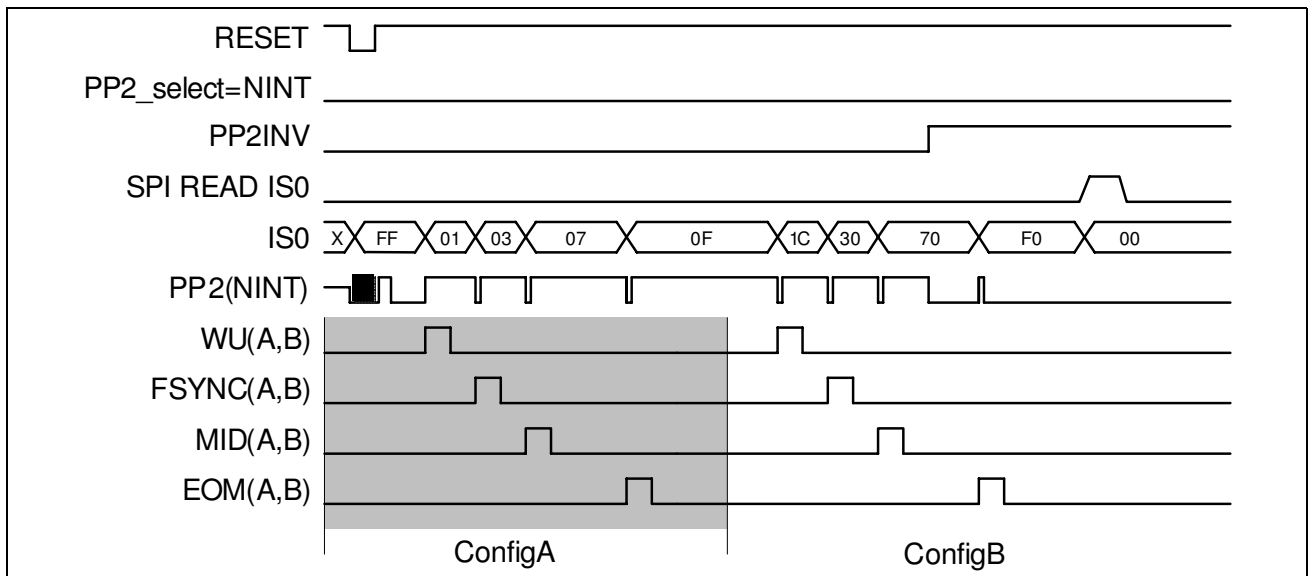 RESET
PP2_select=NINT
PP2INV
SPI READ IS0
IS0 X FF 01 03 07 0F 1C 30 70 F0 00
PP2(NINT)
WU(A,B)
FSYNC(A,B)
MID(A,B)
EOM(A,B)
ConfigA ConfigB